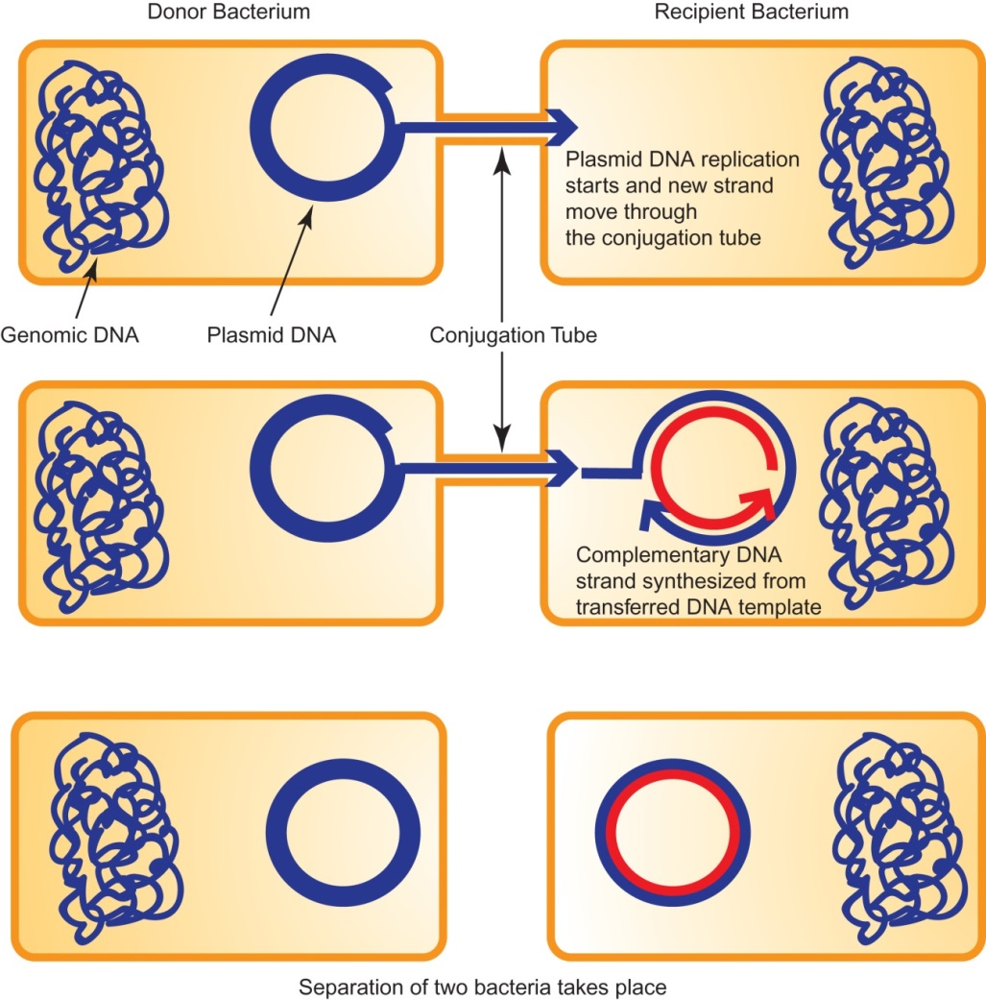 Donor Bacterium
Recipient Bacterium
Plasmid DNA replication
starts and new strand
move through
the conjugation tube
Genomic DNA
Plasmid DNA
Conjugation Tube
Complementary DNA
strand synthesized from
transferred DNA template
Separation of two bacteria takes place